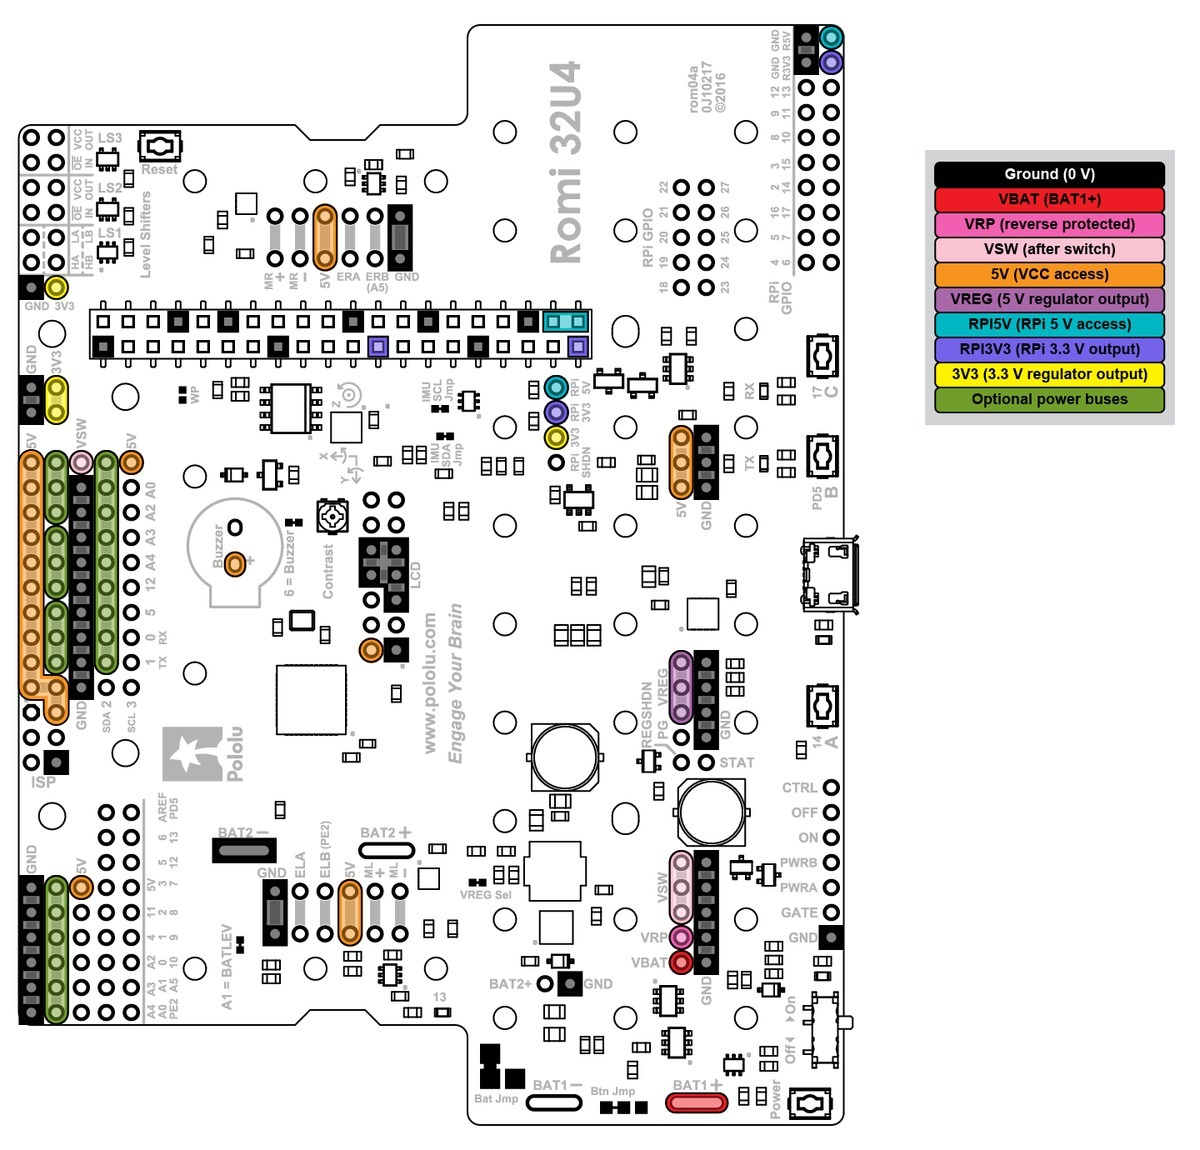 GND R5V
GND R3V3
12 13
11 9
8 10
3 15
2 14
16 17
5 7
4 6
RPi GPIO
rom04a
0J10217
©2016
Romi 32U4
Ground (0 V)
VBAT (BAT1+)
VRP (reverse protected)
VSW (after switch)
5V (VCC access)
VREG (5 V regulator output)
RPI5V (RPi 5 V access)
RPI3V3 (RPi 3.3 V output)
3V3 (3.3 V regulator output)
Optional power buses
OE VCC
IN OUT
LS3
Reset
OE VCC
IN OUT
LS2
HA LA
HB LB
LS1
Level Shifters
GND 3V3
MR +
MR −
5V
ERA
ERB
(A5)
GND
RPi GPIO
22 27
21 26
20 25
19 24
18 23
GND
3V3
WP
Z
X
Y
IMU
SCL
Jmp
IMU
SDA
Jmp
RPi 5V
RPi 3V3
3V3
RPi SHDN
RX
TX
17
C
PD5
B
5V
GND
5V
VSW
5V
A0
A2
A3
A4
12
5
0 RX
1 TX
GND
SDA 2
SCL 3
ISP
Buzzer
+
6 = Buzzer
Contrast
LCD
www.pololu.com
Engage Your Brain
Pololu
VREG
GND
REGSHDN
PG
STAT
14
A
CTRL
OFF
ON
PWRB
PWRA
GATE
GND
AREF
PD5
6 13
5 12
5V 3 7
11 2 8
4 1 9
A2 0 10
A3 A1 A5
A4 A0 PE2
GND
5V
BAT2 −
BAT2 +
GND
ELA
ELB (PE2)
5V
ML +
ML −
A1 = BATLEV
VREG Sel
13
VSW
VRP
VBAT
GND
BAT2+
GND
On
Off
Bat Jmp
BAT1 −
Btn Jmp
BAT1 +
Power